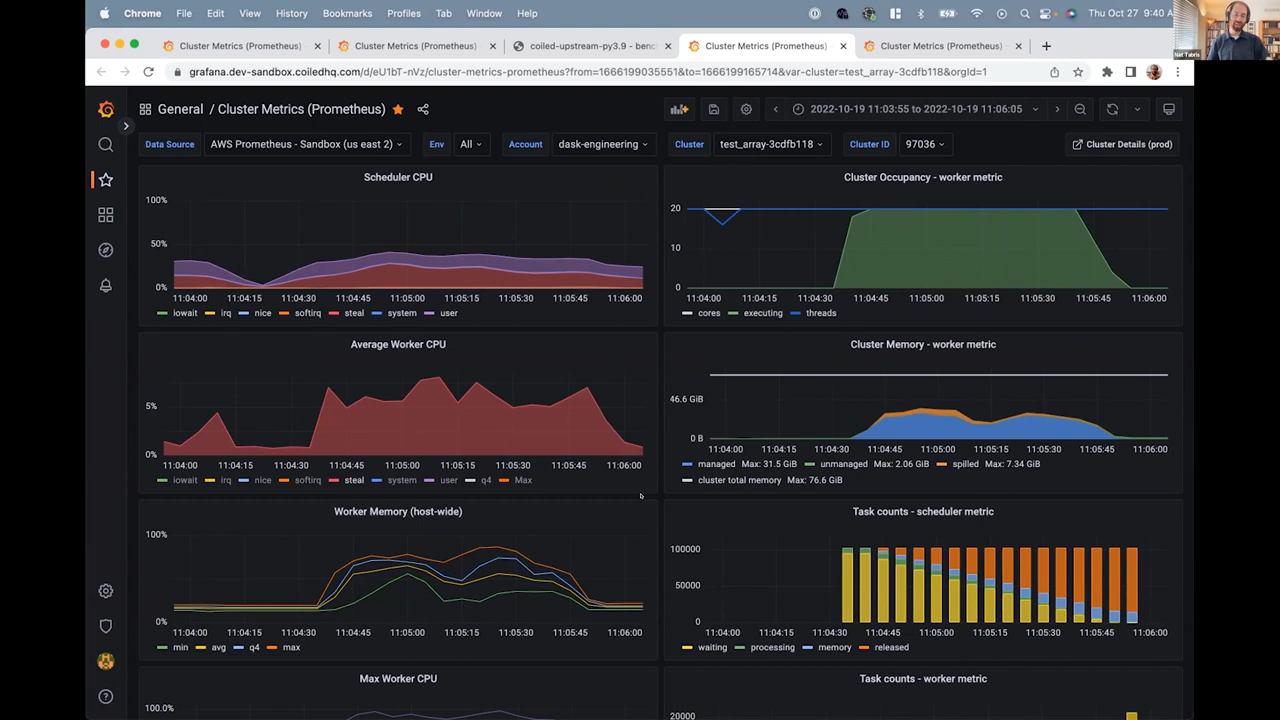 Chrome File Edit View History Bookmarks Profiles Tab Window Help Thu Oct 27 9:40 A
Nat Tabris
Cluster Metrics (Prometheus) Cluster Metrics (Prometheus) coiled-upstream-py3.9 - benc Cluster Metrics (Prometheus) Cluster Metrics (Prometheus)
grafana.dev-sandbox.coiledhq.com/d/eU1bT-nVz/cluster-metrics-prometheus?from=1666199035551&to=1666199165714&var-cluster=test_array-3cdfb118&orgId=1
General / Cluster Metrics (Prometheus) 2022-10-19 11:03:55 to 2022-10-19 11:06:05
Data Source AWS Prometheus - Sandbox (us east 2) Env All Account dask-engineering Cluster test_array-3cdfb118 Cluster ID 97036 Cluster Details (prod)
Scheduler CPU
100%
50%
0%
11:04:00 11:04:15 11:04:30 11:04:45 11:05:00 11:05:15 11:05:30 11:05:45 11:06:00
iowait irq nice softirq steal system user
Cluster Occupancy - worker metric
20
10
0
11:04:00 11:04:15 11:04:30 11:04:45 11:05:00 11:05:15 11:05:30 11:05:45 11:06:00
cores executing threads
Average Worker CPU
5%
0%
11:04:00 11:04:15 11:04:30 11:04:45 11:05:00 11:05:15 11:05:30 11:05:45 11:06:00
iowait irq nice softirq steal system user q4 Max
Cluster Memory - worker metric
46.6 GiB
0 B
11:04:00 11:04:15 11:04:30 11:04:45 11:05:00 11:05:15 11:05:30 11:05:45 11:06:00
managed Max: 31.5 GiB unmanaged Max: 2.06 GiB spilled Max: 7.34 GiB
cluster total memory Max: 76.6 GiB
Worker Memory (host-wide)
100%
0%
11:04:00 11:04:15 11:04:30 11:04:45 11:05:00 11:05:15 11:05:30 11:05:45 11:06:00
min avg q4 max
Task counts - scheduler metric
100000
50000
0
11:04:00 11:04:15 11:04:30 11:04:45 11:05:00 11:05:15 11:05:30 11:05:45 11:06:00
waiting processing memory released
Max Worker CPU
100.0%
Task counts - worker metric
20000